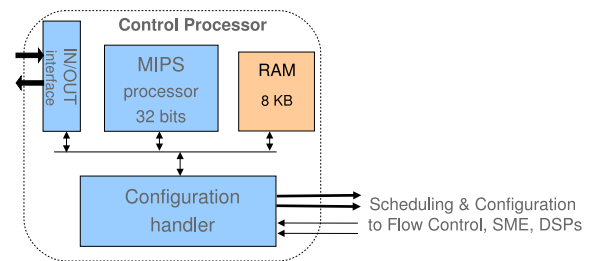 Control Processor
IN/OUT
interface
MIPS
processor
32 bits
RAM
8 KB
Configuration
handler
Scheduling & Configuration
to Flow Control, SME, DSPs